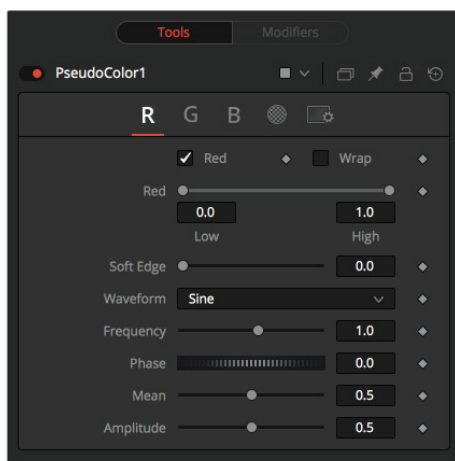 Tools Modifiers
PseudoColor1
R G B
Red Wrap
Red
0.0 1.0
Low High
Soft Edge 0.0
Waveform Sine
Frequency 1.0
Phase 0.0
Mean 0.5
Amplitude 0.5